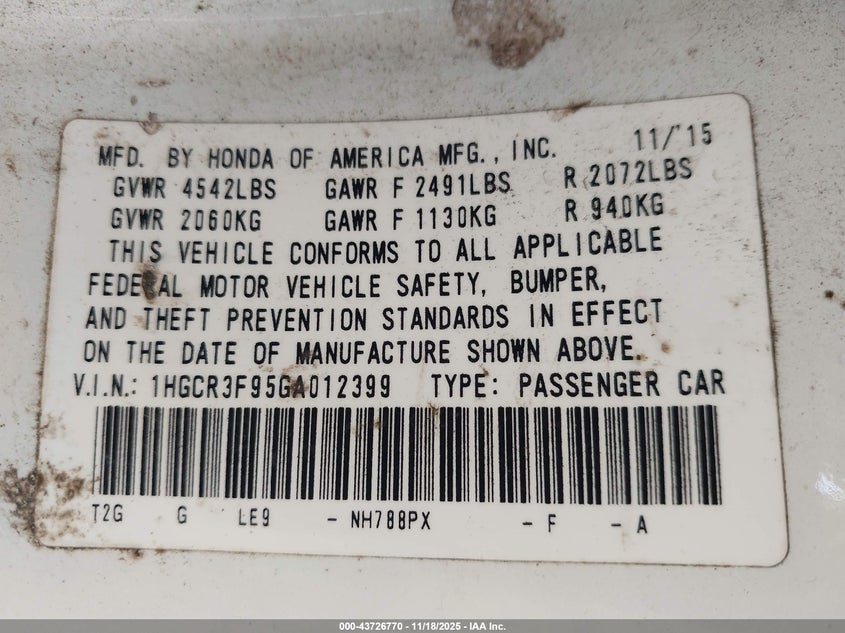 MFD. BY HONDA OF AMERICA MFG., INC. 11/'15
GVWR 4542LBS GAWR F 2491LBS R 2072LBS
GVWR 2060KG GAWR F 1130KG R 940KG
THIS VEHICLE CONFORMS TO ALL APPLICABLE
FEDERAL MOTOR VEHICLE SAFETY, BUMPER,
AND THEFT PREVENTION STANDARDS IN EFFECT
ON THE DATE OF MANUFACTURE SHOWN ABOVE.
V.I.N.: 1HGCR3F95GA012399 TYPE: PASSENGER CAR
T2G G LE9 - NH788PX - F - A
000-43726770 - 11/18/2025 - IAA Inc.